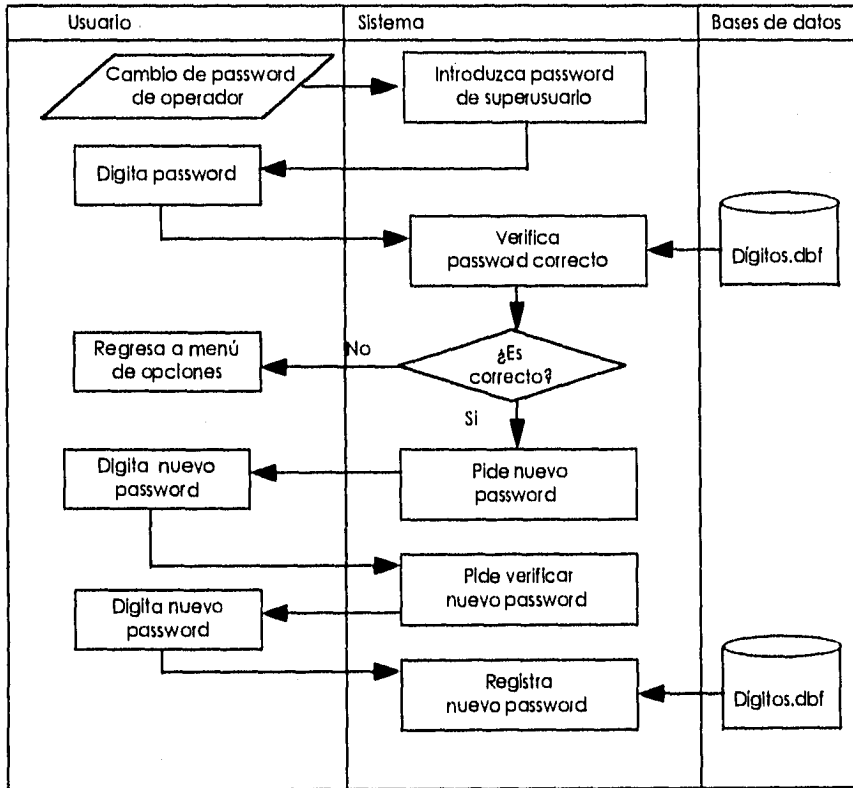 Usuario
Sistema
Bases de datos
Cambio de password
de operador
Introduzca password
de superusuario
Digita password
Verifica
password correcto
Dígitos.dbf
Regresa a menú
de opciones
No
¿Es
correcto?
Si
Digita nuevo
password
Pide nuevo
password
Pide verificar
nuevo password
Digita nuevo
password
Registra
nuevo password
Dígitos.dbf